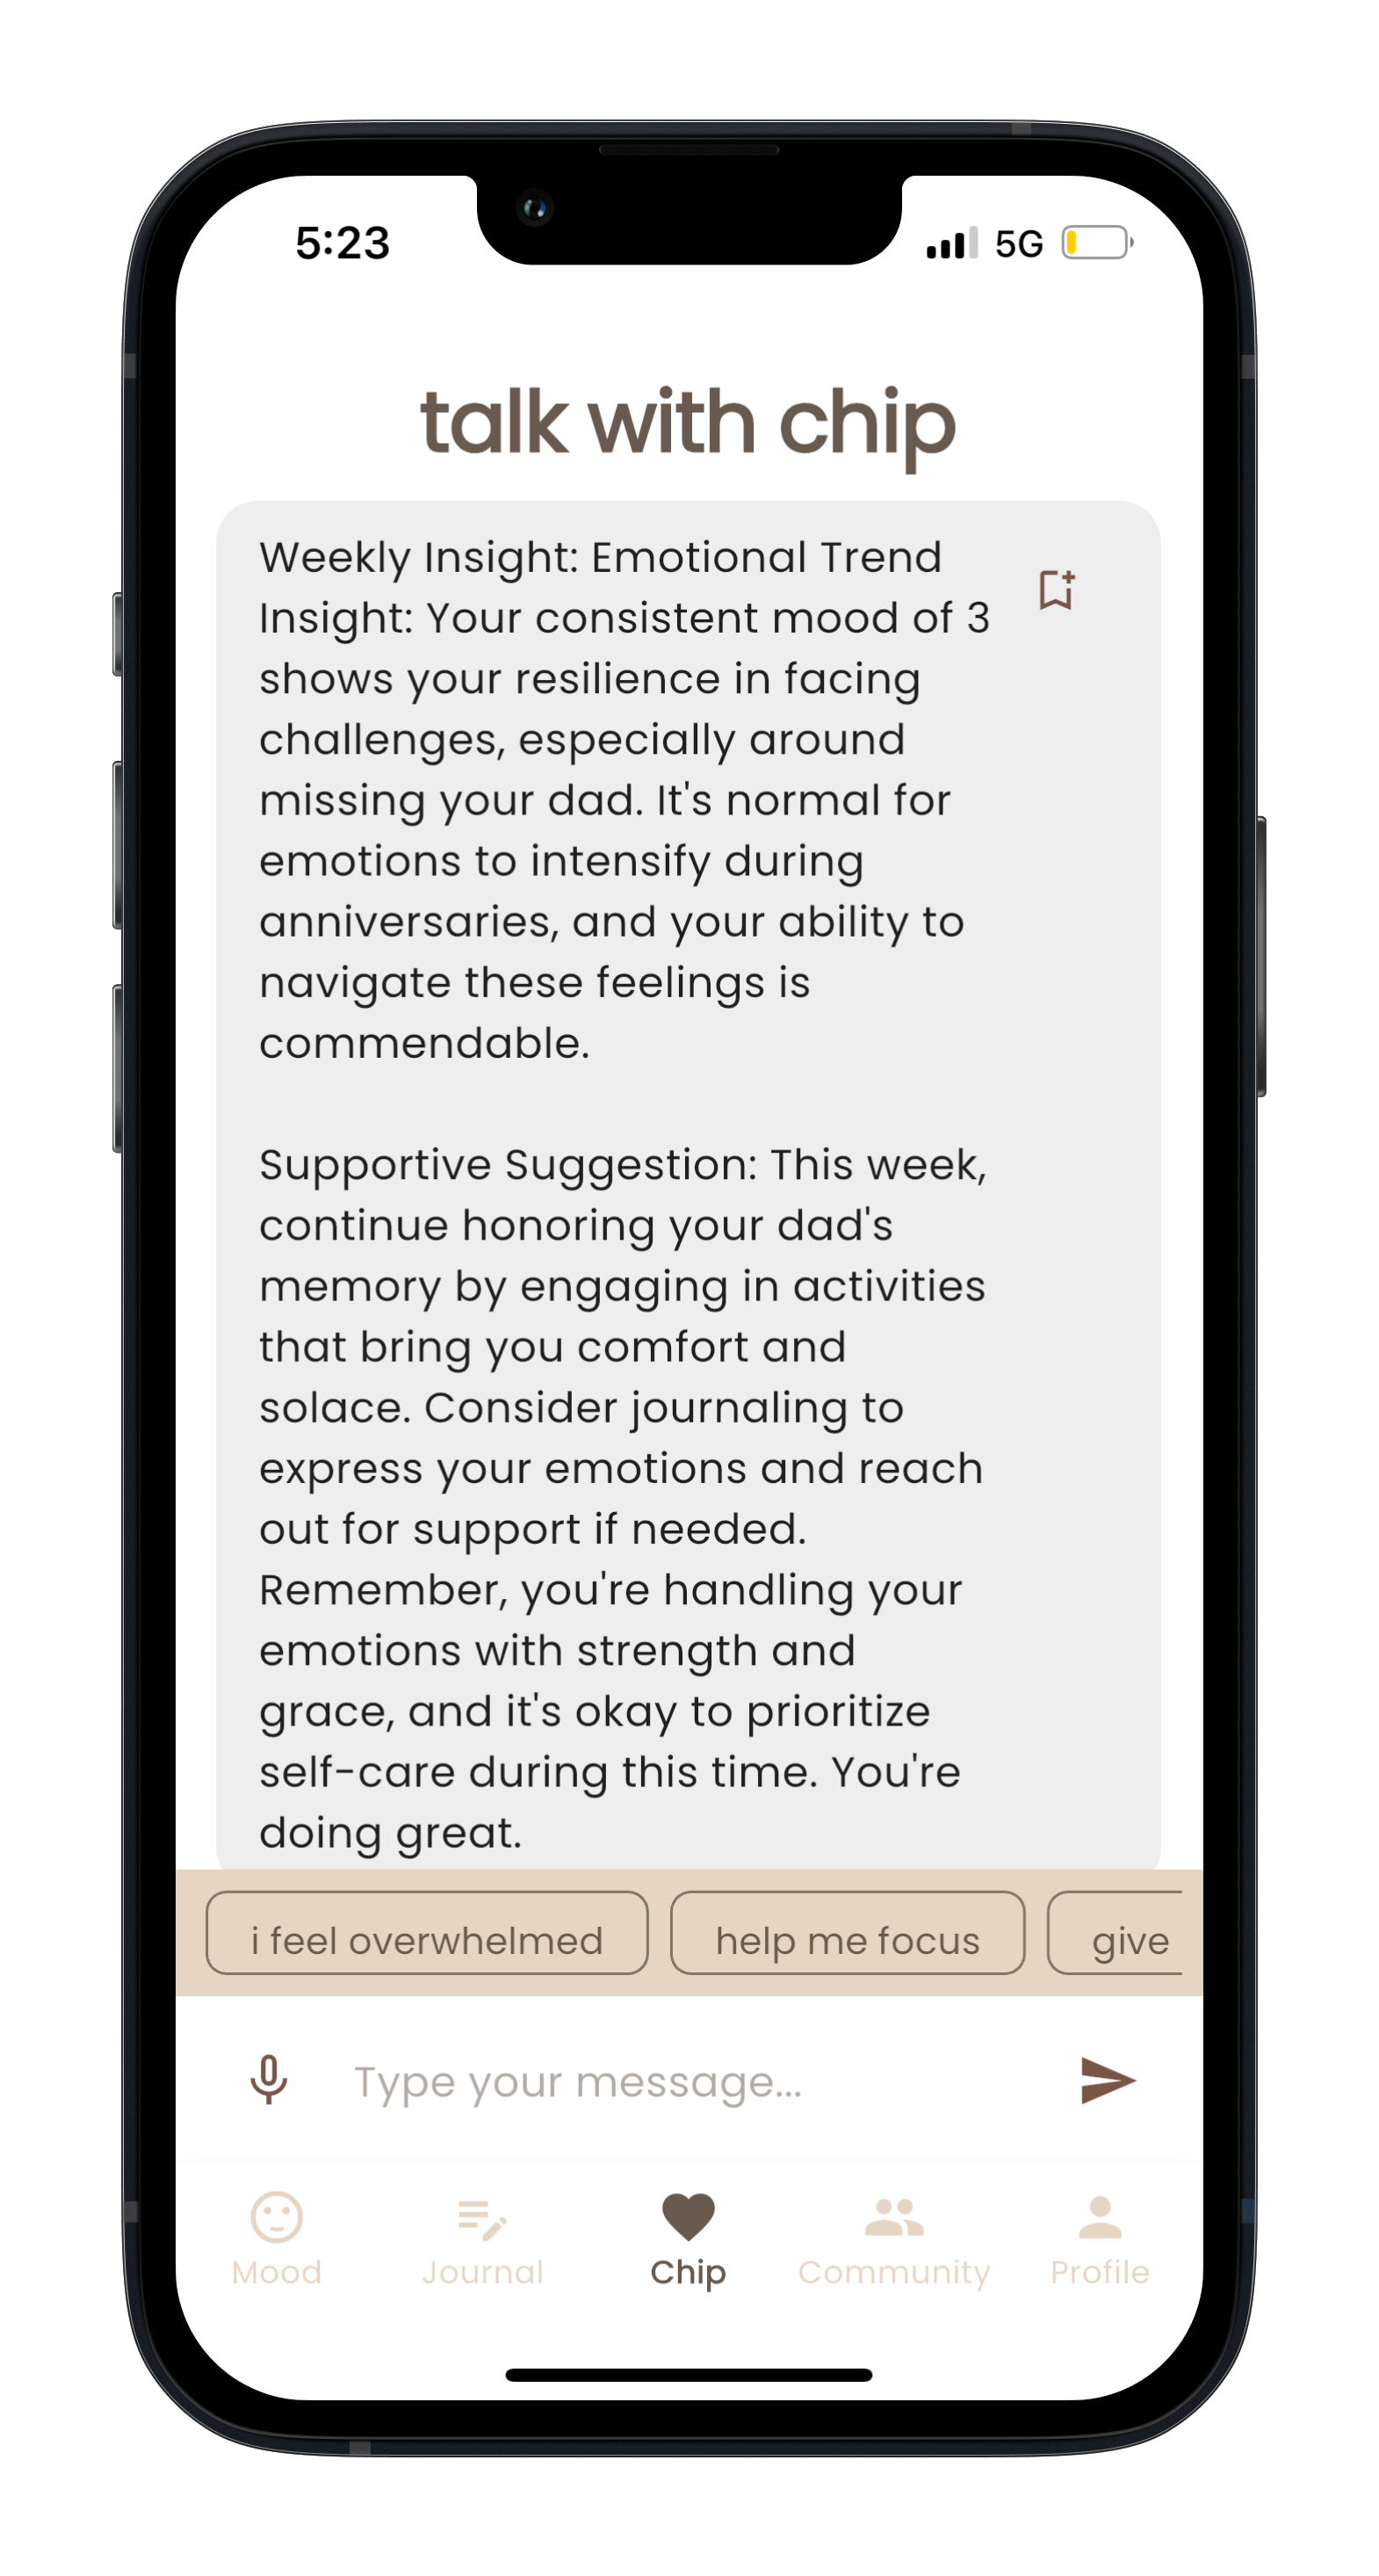 5:23
5G
talk with chip
Weekly Insight: Emotional Trend
Insight: Your consistent mood of 3
shows your resilience in facing
challenges, especially around
missing your dad. It's normal for
emotions to intensify during
anniversaries, and your ability to
navigate these feelings is
commendable.
Supportive Suggestion: This week,
continue honoring your dad's
memory by engaging in activities
that bring you comfort and
solace. Consider journaling to
express your emotions and reach
out for support if needed.
Remember, you're handling your
emotions with strength and
grace, and it's okay to prioritize
self-care during this time. You're
doing great.
i feel overwhelmed
help me focus
give
Type your message...
Mood
Journal
Chip
Community
Profile